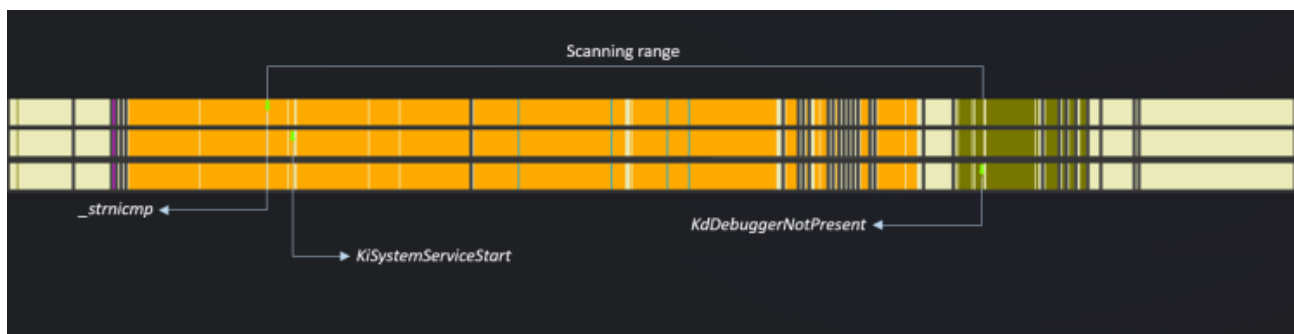 Scanning range
_strnicmp
KdDebuggerNotPresent
KiSystemServiceStart